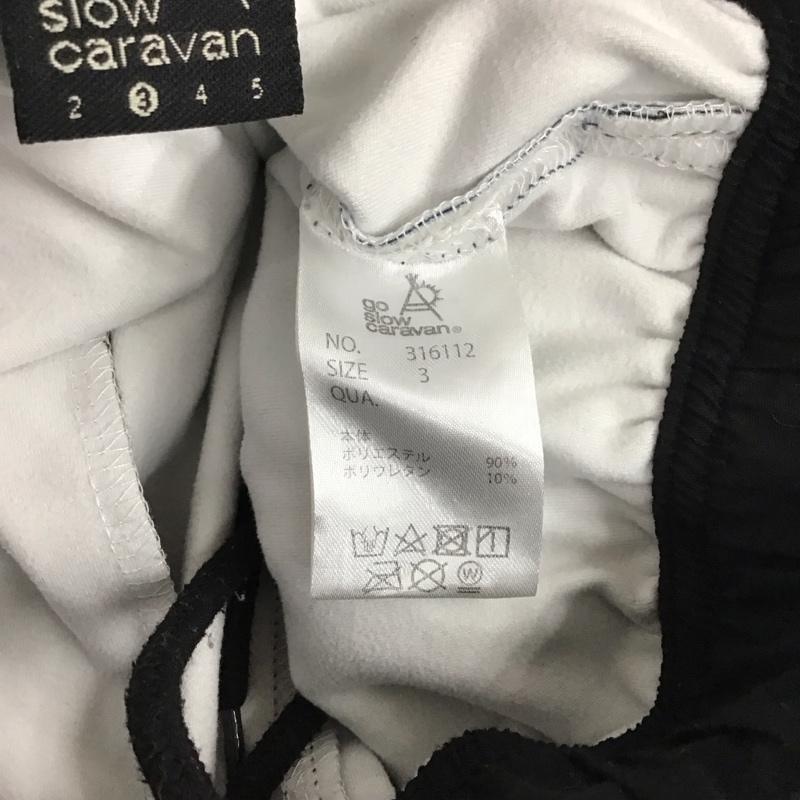 slow
caravan
2 3 4 5
go
slow
caravan®
NO. 316112
SIZE 3
QUA.
本体
ポリエステル 90%
ポリウレタン 10%
W